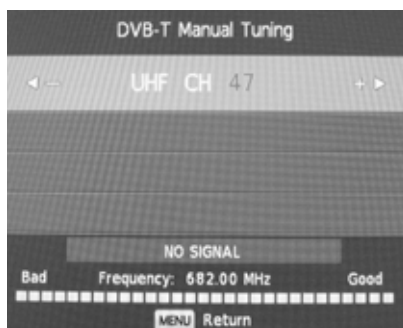 DVB-T Manual Tuning
UHF CH 47
NO SIGNAL
Bad Frequency: 682.00 MHz Good
MENU Return